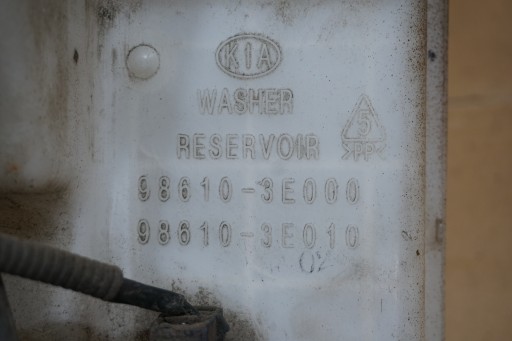 KIA
WASHER
RESERVOIR
5
>PP<
98610-3E000
98610-3E010